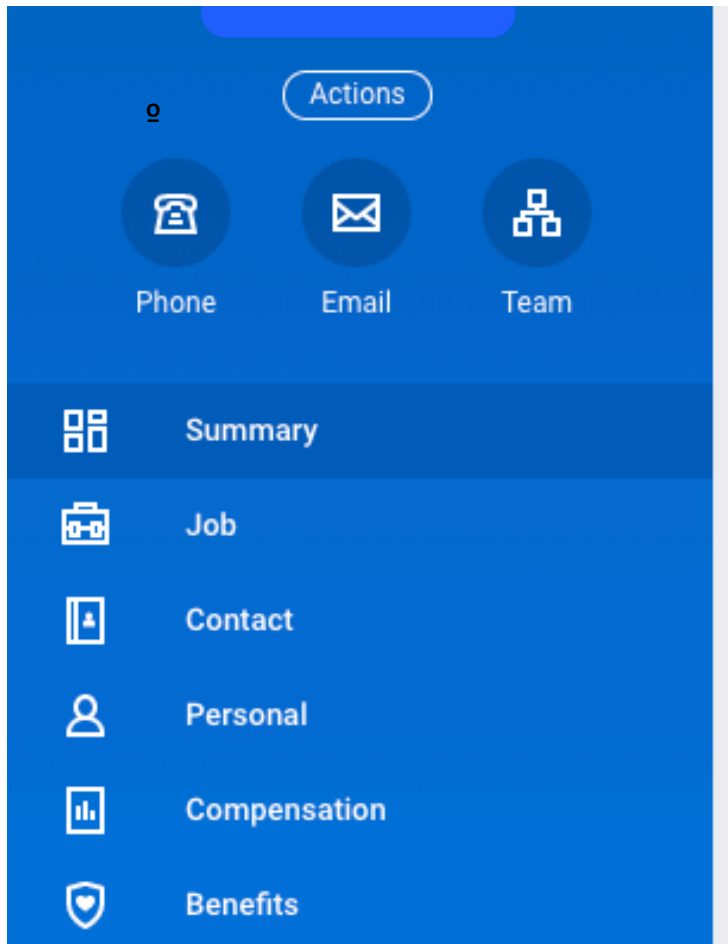 Actions
º
Phone Email Team
Summary
Job
Contact
Personal
Compensation
Benefits